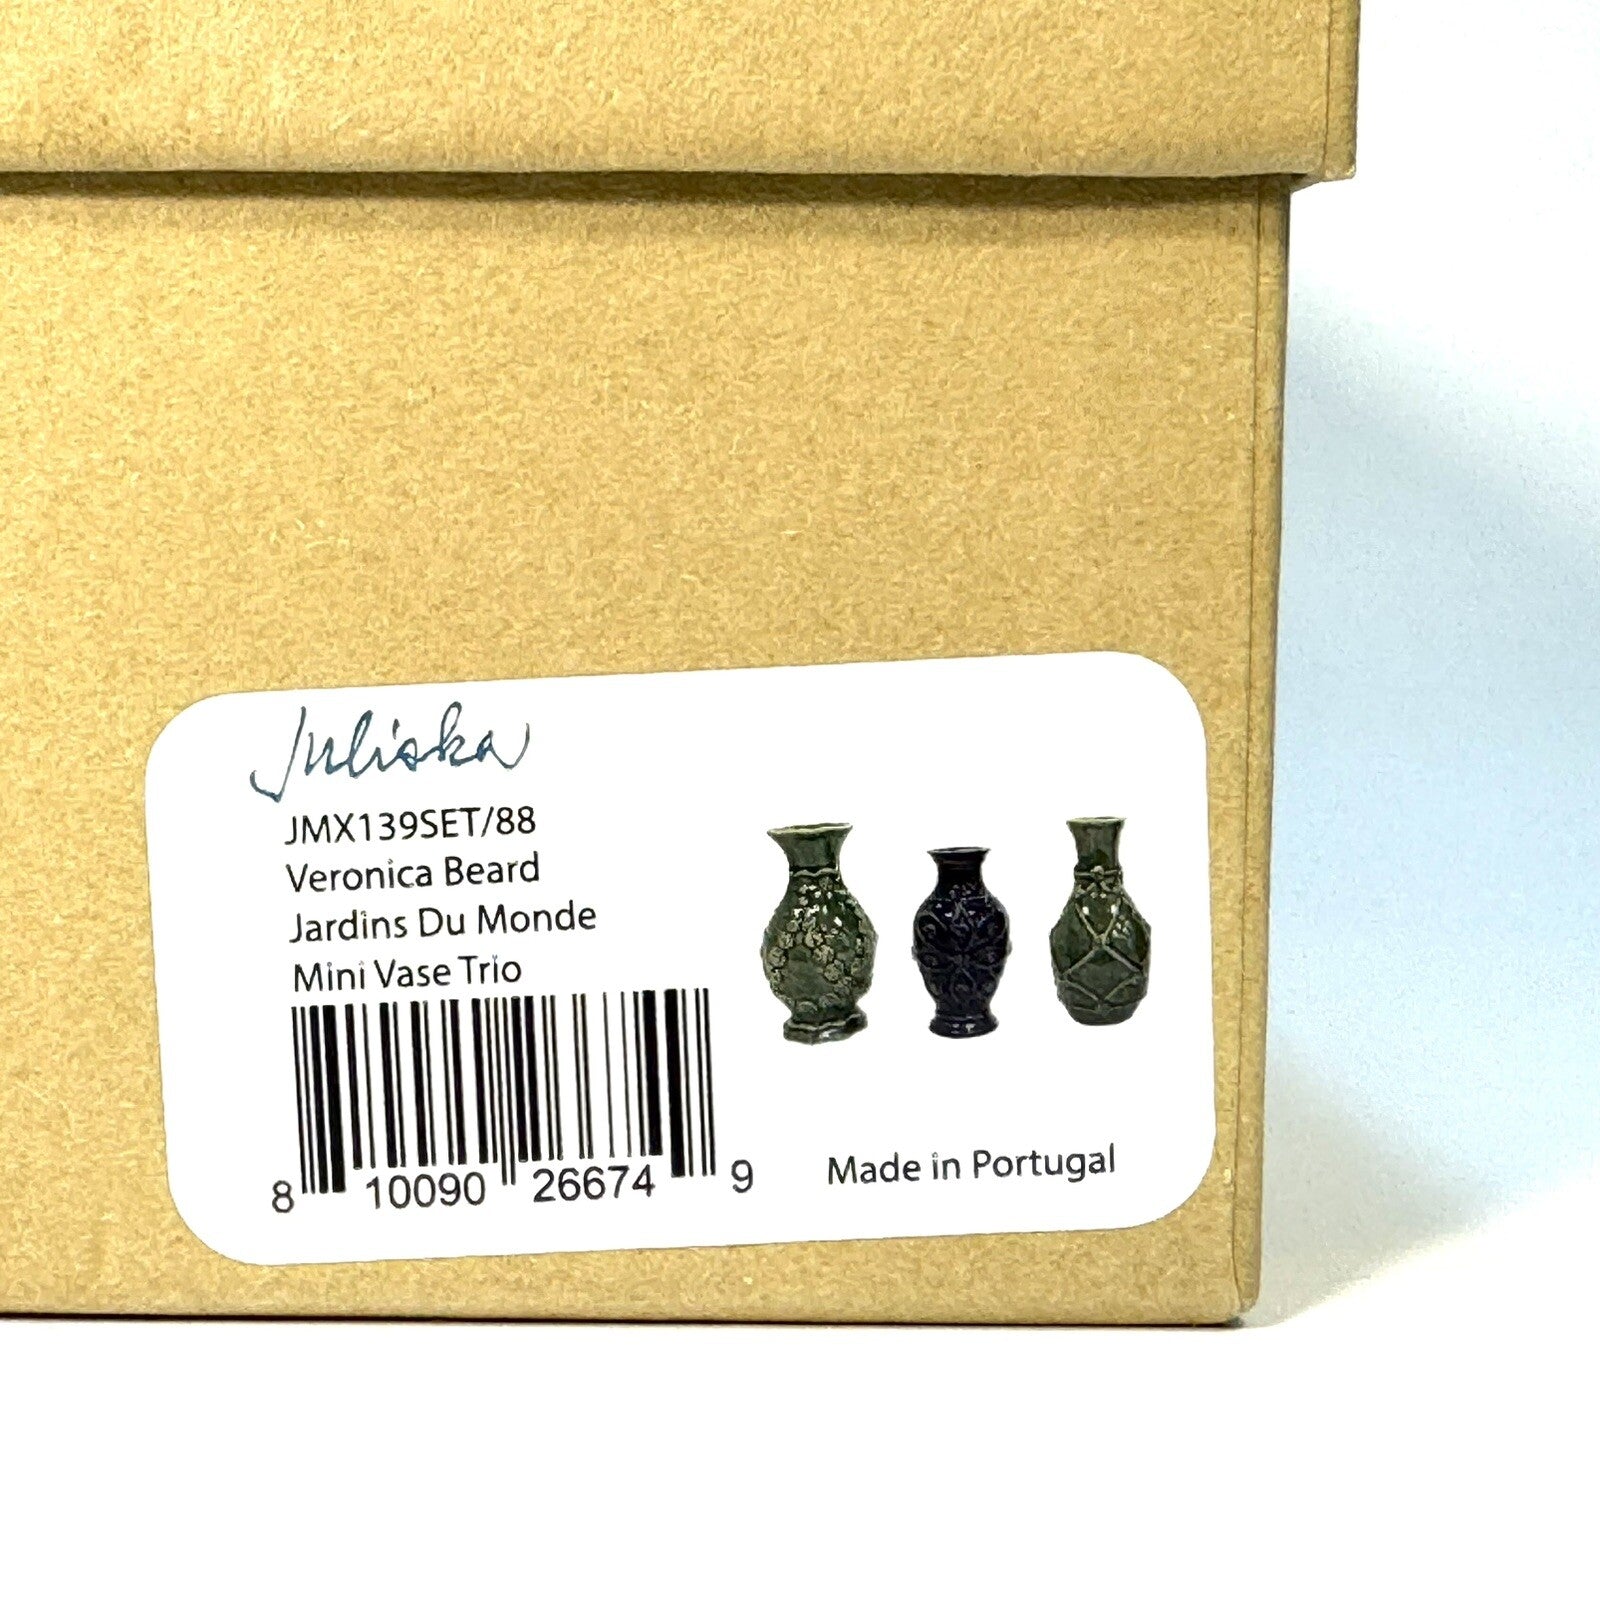 Juliska
JMX139SET/88
Veronica Beard
Jardins Du Monde
Mini Vase Trio
8 10090 26674 9
Made in Portugal